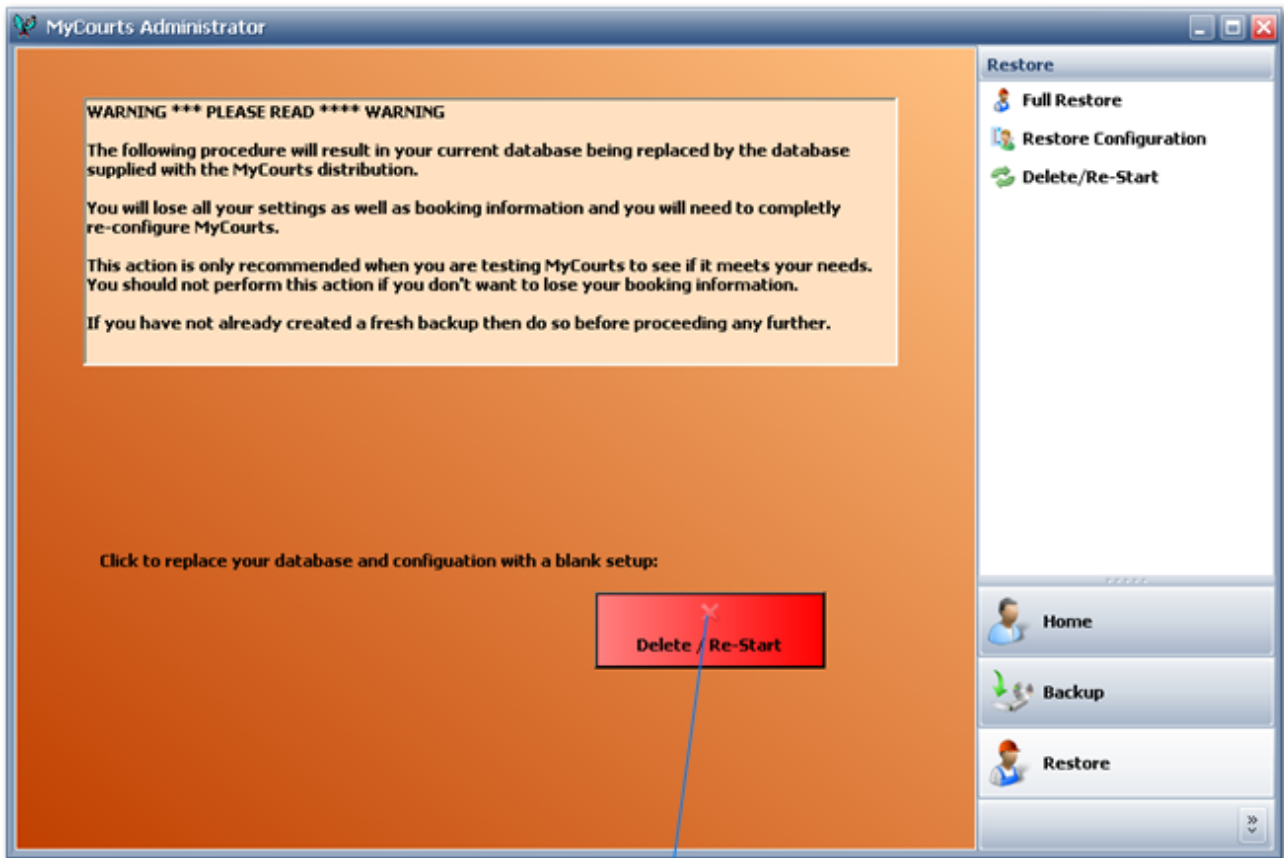 MyCourts Administrator
WARNING *** PLEASE READ **** WARNING
The following procedure will result in your current database being replaced by the database
supplied with the MyCourts distribution.
You will lose all your settings as well as booking information and you will need to completly
re-configure MyCourts.
This action is only recommended when you are testing MyCourts to see if it meets your needs.
You should not perform this action if you don't want to lose your booking information.
If you have not already created a fresh backup then do so before proceeding any further.
Click to replace your database and configuation with a blank setup:
Delete / Re-Start
Restore
Full Restore
Restore Configuration
Delete/Re-Start
Home
Backup
Restore